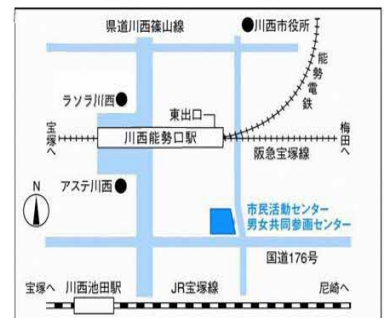 県道川西篠山線
川西市役所
能勢電鉄
ラソラ川西
東出口
宝塚へ
川西能勢口駅
阪急宝塚線
梅田へ
アステ川西
N
市民活動センター
男女共同参画センター
国道176号
宝塚へ
川西池田駅
JR宝塚線
尼崎へ